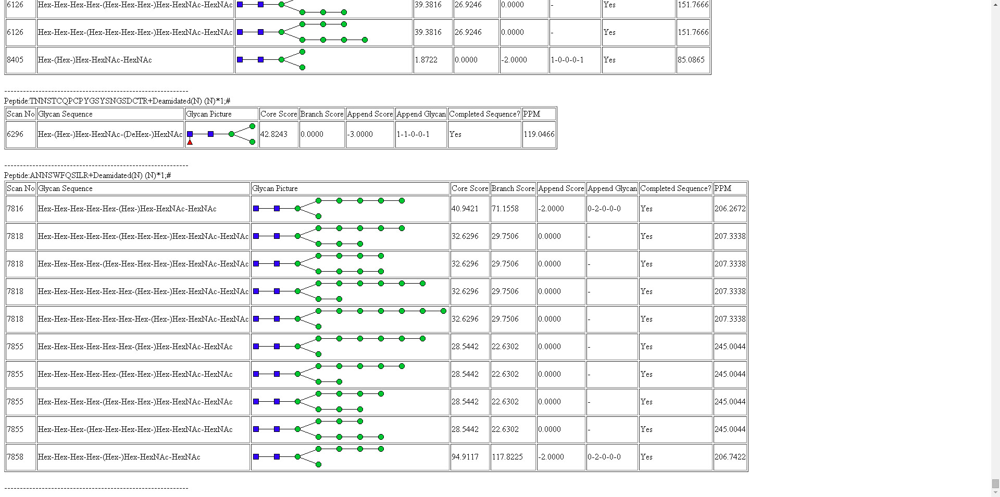 6126 Hex-Hex-Hex-Hex-(Hex-Hex-Hex-)Hex-HexNAc-HexNAc 39.3816 26.9246 0.0000 - Yes 151.7666
6126 Hex-Hex-Hex-(Hex-Hex-Hex-Hex-)Hex-HexNAc-HexNAc 39.3816 26.9246 0.0000 - Yes 151.7666
8405 Hex-(Hex-)Hex-HexNAc-HexNAc 1.8722 0.0000 -2.0000 1-0-0-0-1 Yes 85.0865
-----------------------------------------------------------
Peptide:TNNSTCQPCPYGSYSNGSDCTR+Deamidated(N) (N)*1;#
Scan No Glycan Sequence Glycan Picture Core Score Branch Score Append Score Append Glycan Completed Sequence? PPM
6296 Hex-(Hex-)Hex-HexNAc-(DeHex-)HexNAc 42.8243 0.0000 -3.0000 1-1-0-0-1 Yes 119.0466
-----------------------------------------------------------
Peptide:ANNSWFQSILR+Deamidated(N) (N)*1;#
Scan No Glycan Sequence Glycan Picture Core Score Branch Score Append Score Append Glycan Completed Sequence? PPM
7816 Hex-Hex-Hex-Hex-Hex-(Hex-)Hex-HexNAc-HexNAc 40.9421 71.1558 -2.0000 0-2-0-0-0 Yes 206.2672
7818 Hex-Hex-Hex-Hex-Hex-(Hex-Hex-Hex-)Hex-HexNAc-HexNAc 32.6296 29.7506 0.0000 - Yes 207.3338
7818 Hex-Hex-Hex-Hex-(Hex-Hex-Hex-Hex-)Hex-HexNAc-HexNAc 32.6296 29.7506 0.0000 - Yes 207.3338
7818 Hex-Hex-Hex-Hex-Hex-Hex-(Hex-Hex-)Hex-HexNAc-HexNAc 32.6296 29.7506 0.0000 - Yes 207.3338
7818 Hex-Hex-Hex-Hex-Hex-Hex-Hex-(Hex-)Hex-HexNAc-HexNAc 32.6296 29.7506 0.0000 - Yes 207.3338
7855 Hex-Hex-Hex-Hex-Hex-Hex-(Hex-)Hex-HexNAc-HexNAc 28.5442 22.6302 0.0000 - Yes 245.0044
7855 Hex-Hex-Hex-Hex-Hex-(Hex-Hex-)Hex-HexNAc-HexNAc 28.5442 22.6302 0.0000 - Yes 245.0044
7855 Hex-Hex-Hex-Hex-(Hex-Hex-Hex-)Hex-HexNAc-HexNAc 28.5442 22.6302 0.0000 - Yes 245.0044
7855 Hex-Hex-Hex-(Hex-Hex-Hex-Hex-)Hex-HexNAc-HexNAc 28.5442 22.6302 0.0000 - Yes 245.0044
7858 Hex-Hex-Hex-Hex-(Hex-)Hex-HexNAc-HexNAc 94.9117 117.8225 -2.0000 0-2-0-0-0 Yes 206.7422
-----------------------------------------------------------